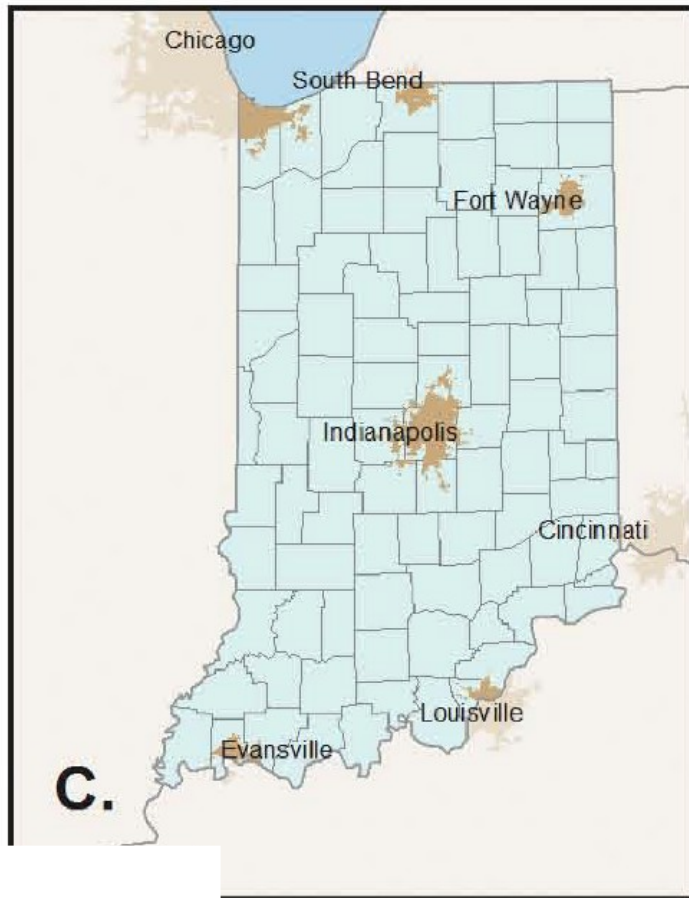 Chicago
South Bend
Fort Wayne
Indianapolis
Cincinnati
Louisville
Evansville
C.